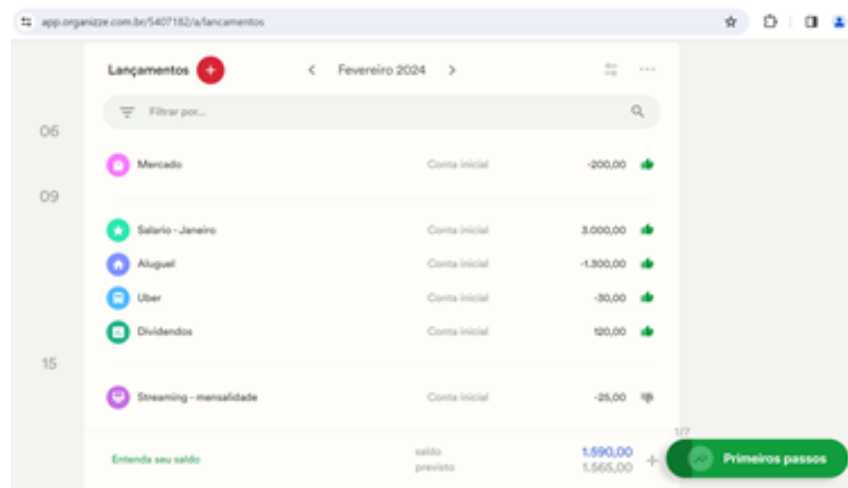 app.organizze.com.br/5407182/a/lancamentos
Lançamentos + < Fevereiro 2024 > ...
Filtrar por...
06
Mercado Conta inicial -200,00
09
Salario - Janeiro Conta inicial 3.000,00
Aluguel Conta inicial -1.300,00
Uber Conta inicial -30,00
Dividendos Conta inicial 120,00
15
Streaming - mensalidade Conta inicial -25,00
1/7
Entenda seu saldo saldo 1.590,00
previsto 1.565,00 +
Primeiros passos